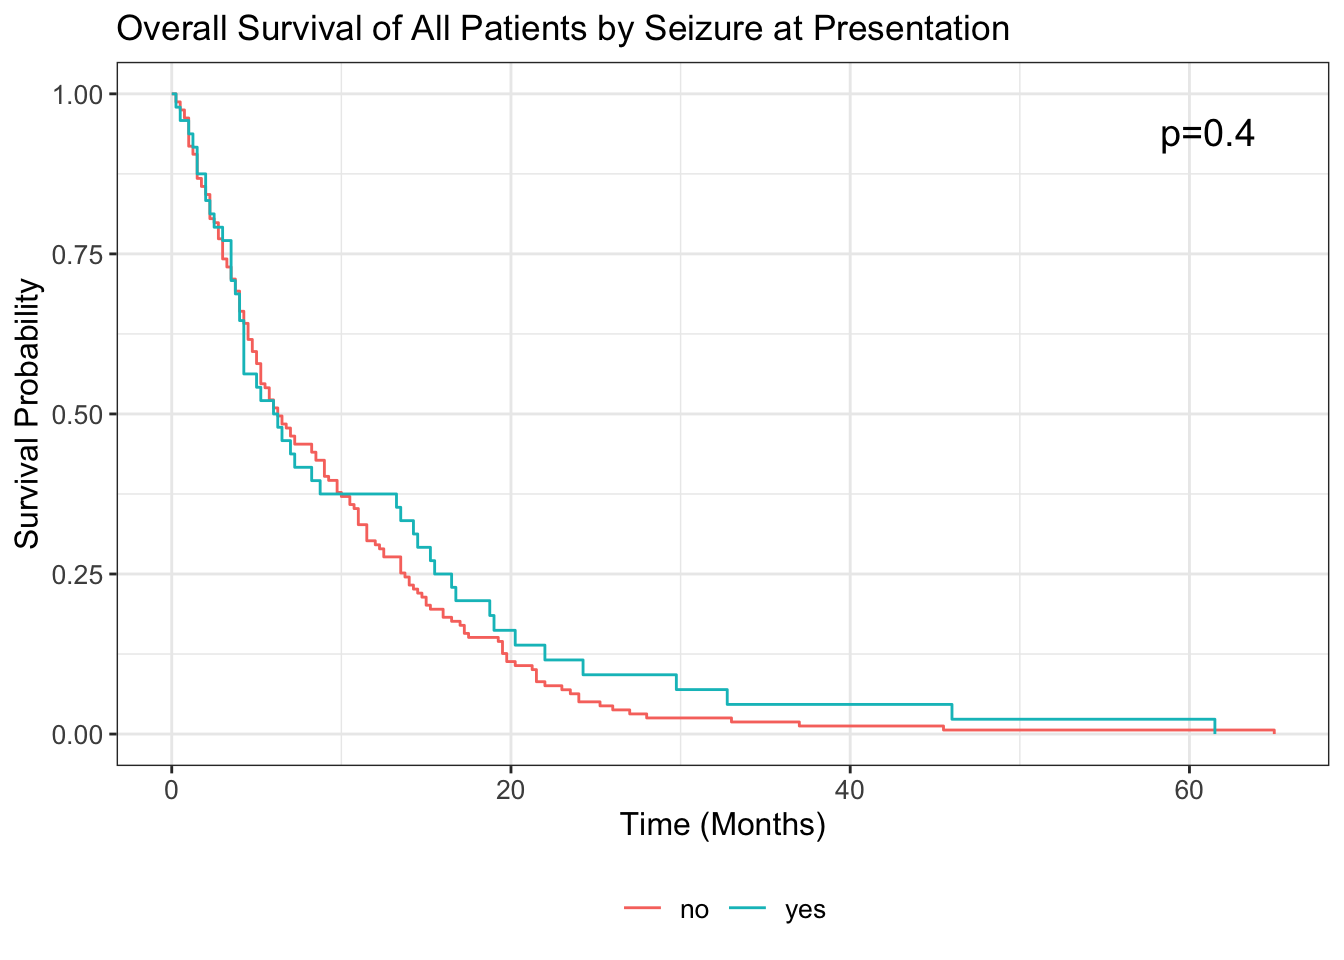 Overall Survival of All Patients by Seizure at Presentation
p=0.4
Survival Probability
1.00
0.75
0.50
0.25
0.00
0 20 40 60
Time (Months)
no yes